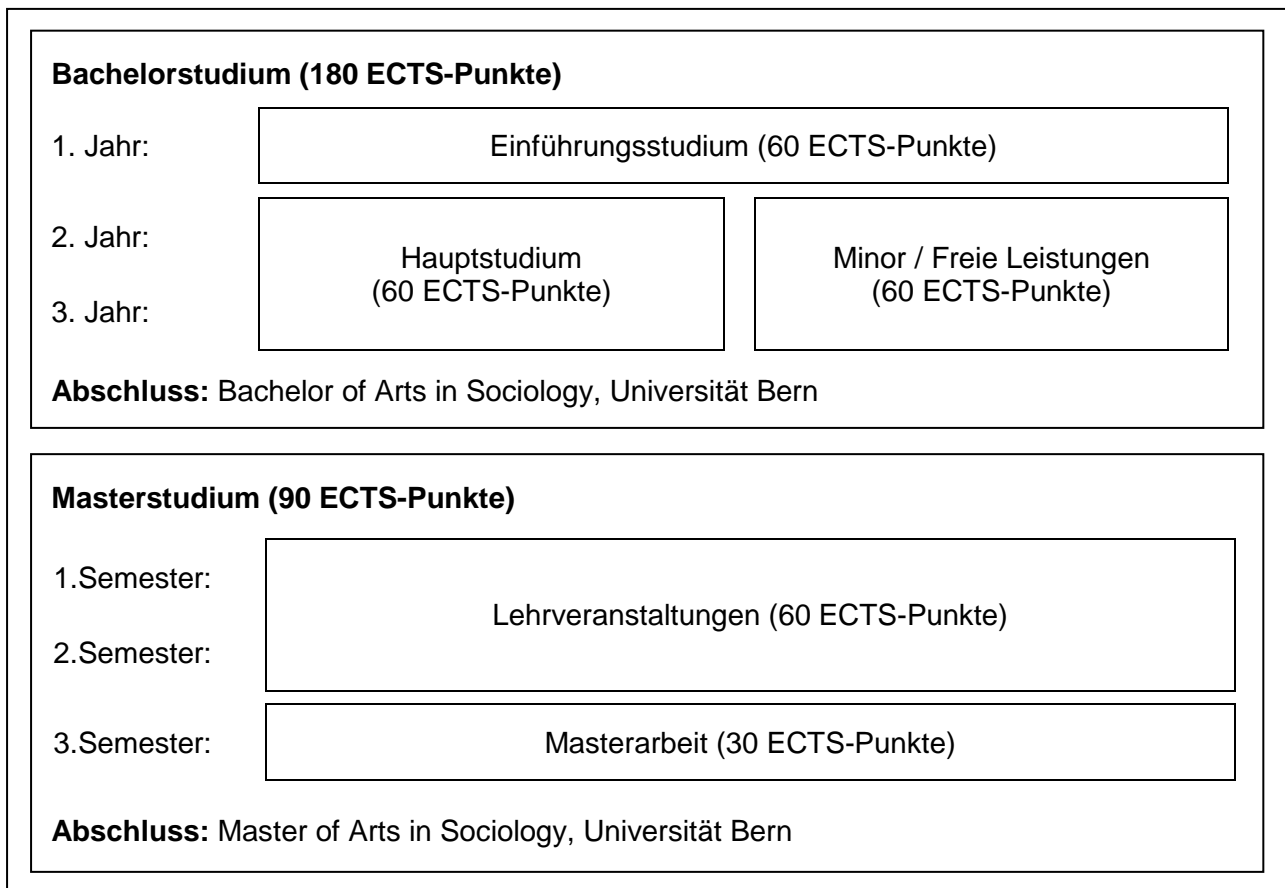 Bachelorstudium (180 ECTS-Punkte)
1. Jahr:
Einführungsstudium (60 ECTS-Punkte)
2. Jahr:
3. Jahr:
Hauptstudium
(60 ECTS-Punkte)
Minor / Freie Leistungen
(60 ECTS-Punkte)
Abschluss: Bachelor of Arts in Sociology, Universität Bern
Masterstudium (90 ECTS-Punkte)
1.Semester:
2.Semester:
Lehrveranstaltungen (60 ECTS-Punkte)
3.Semester:
Masterarbeit (30 ECTS-Punkte)
Abschluss: Master of Arts in Sociology, Universität Bern